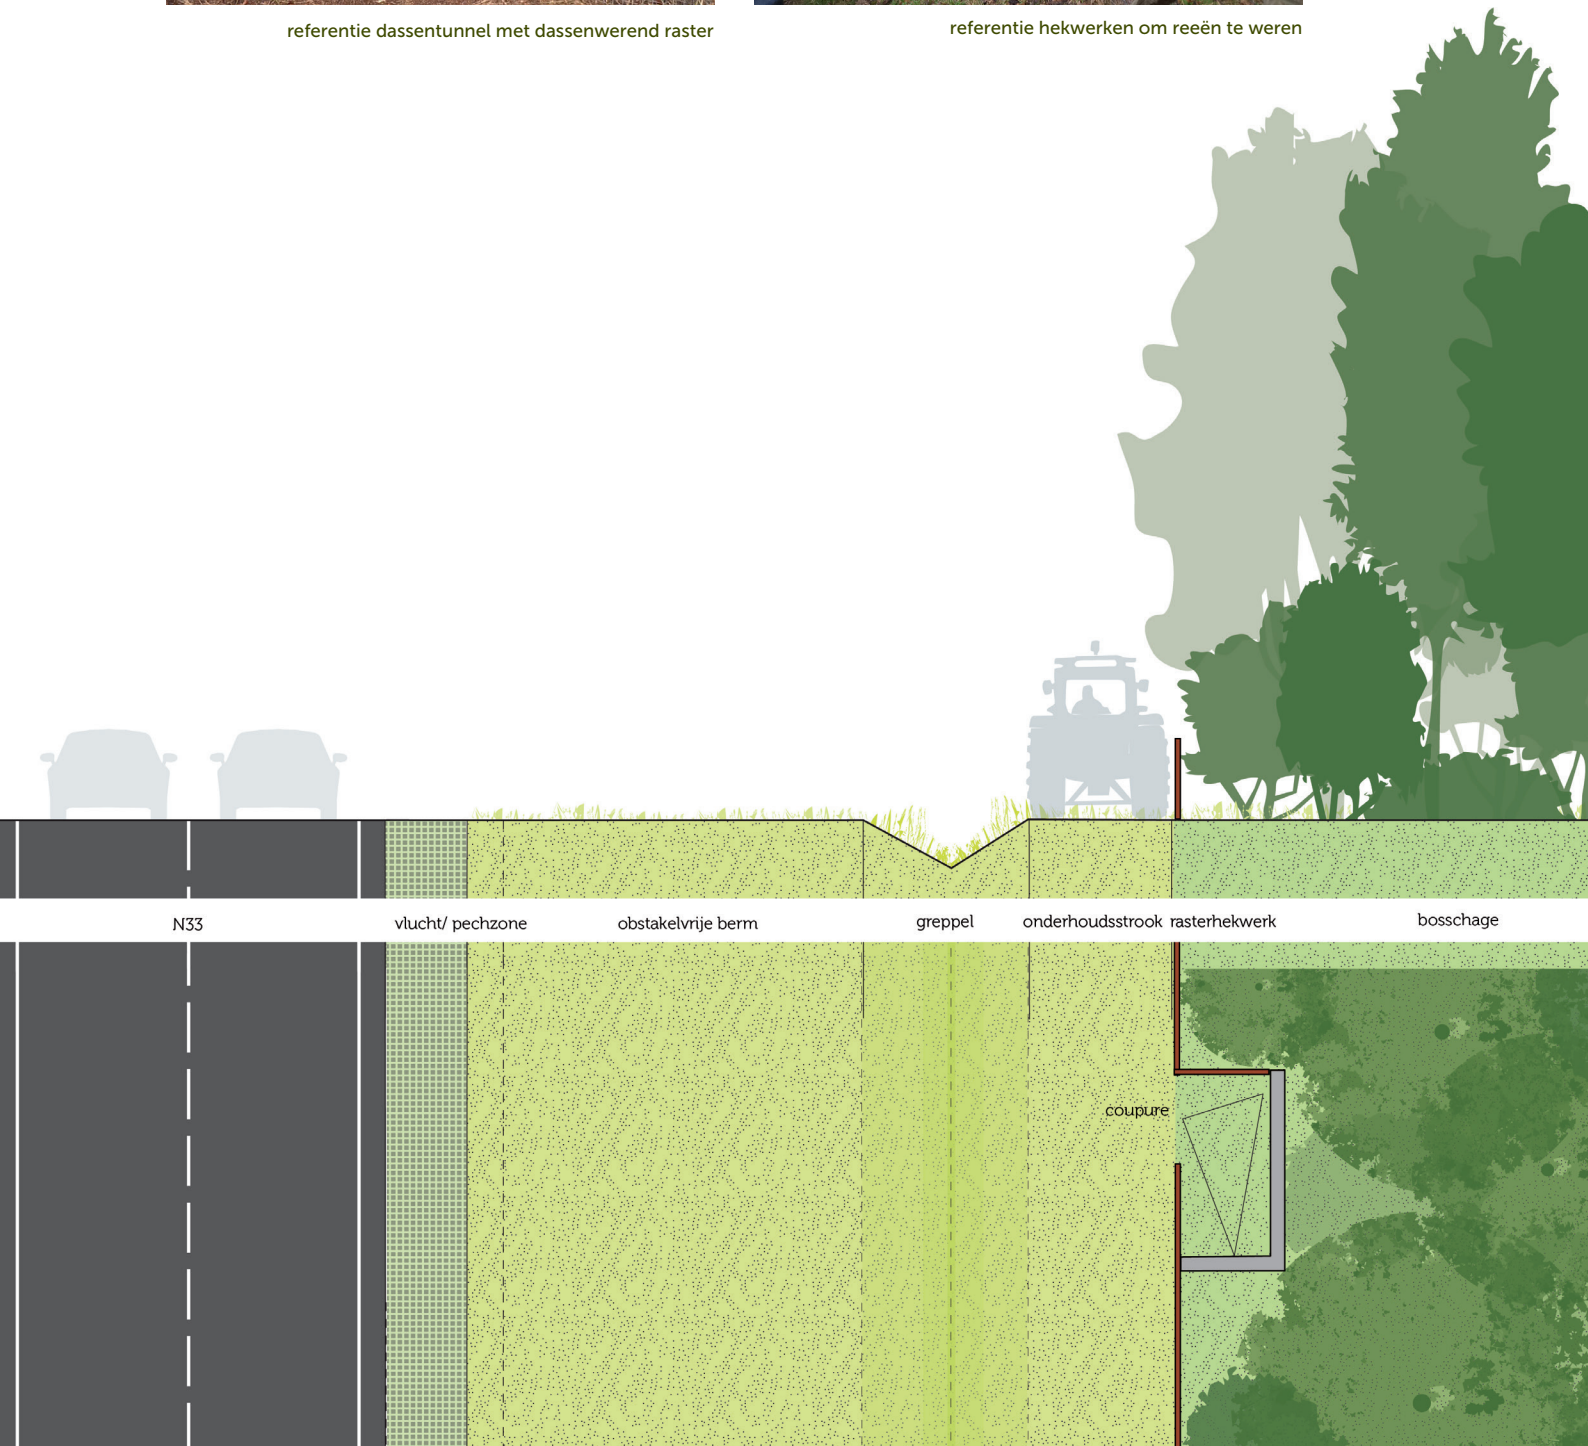 referentie dassentunnel met dassenwerend raster
referentie hekwerken om reeën te weren
N33
vlucht/ pechzone
obstakelvrije berm
greppel
onderhoudsstrook
rasterhekwerk
bosschage
coupure